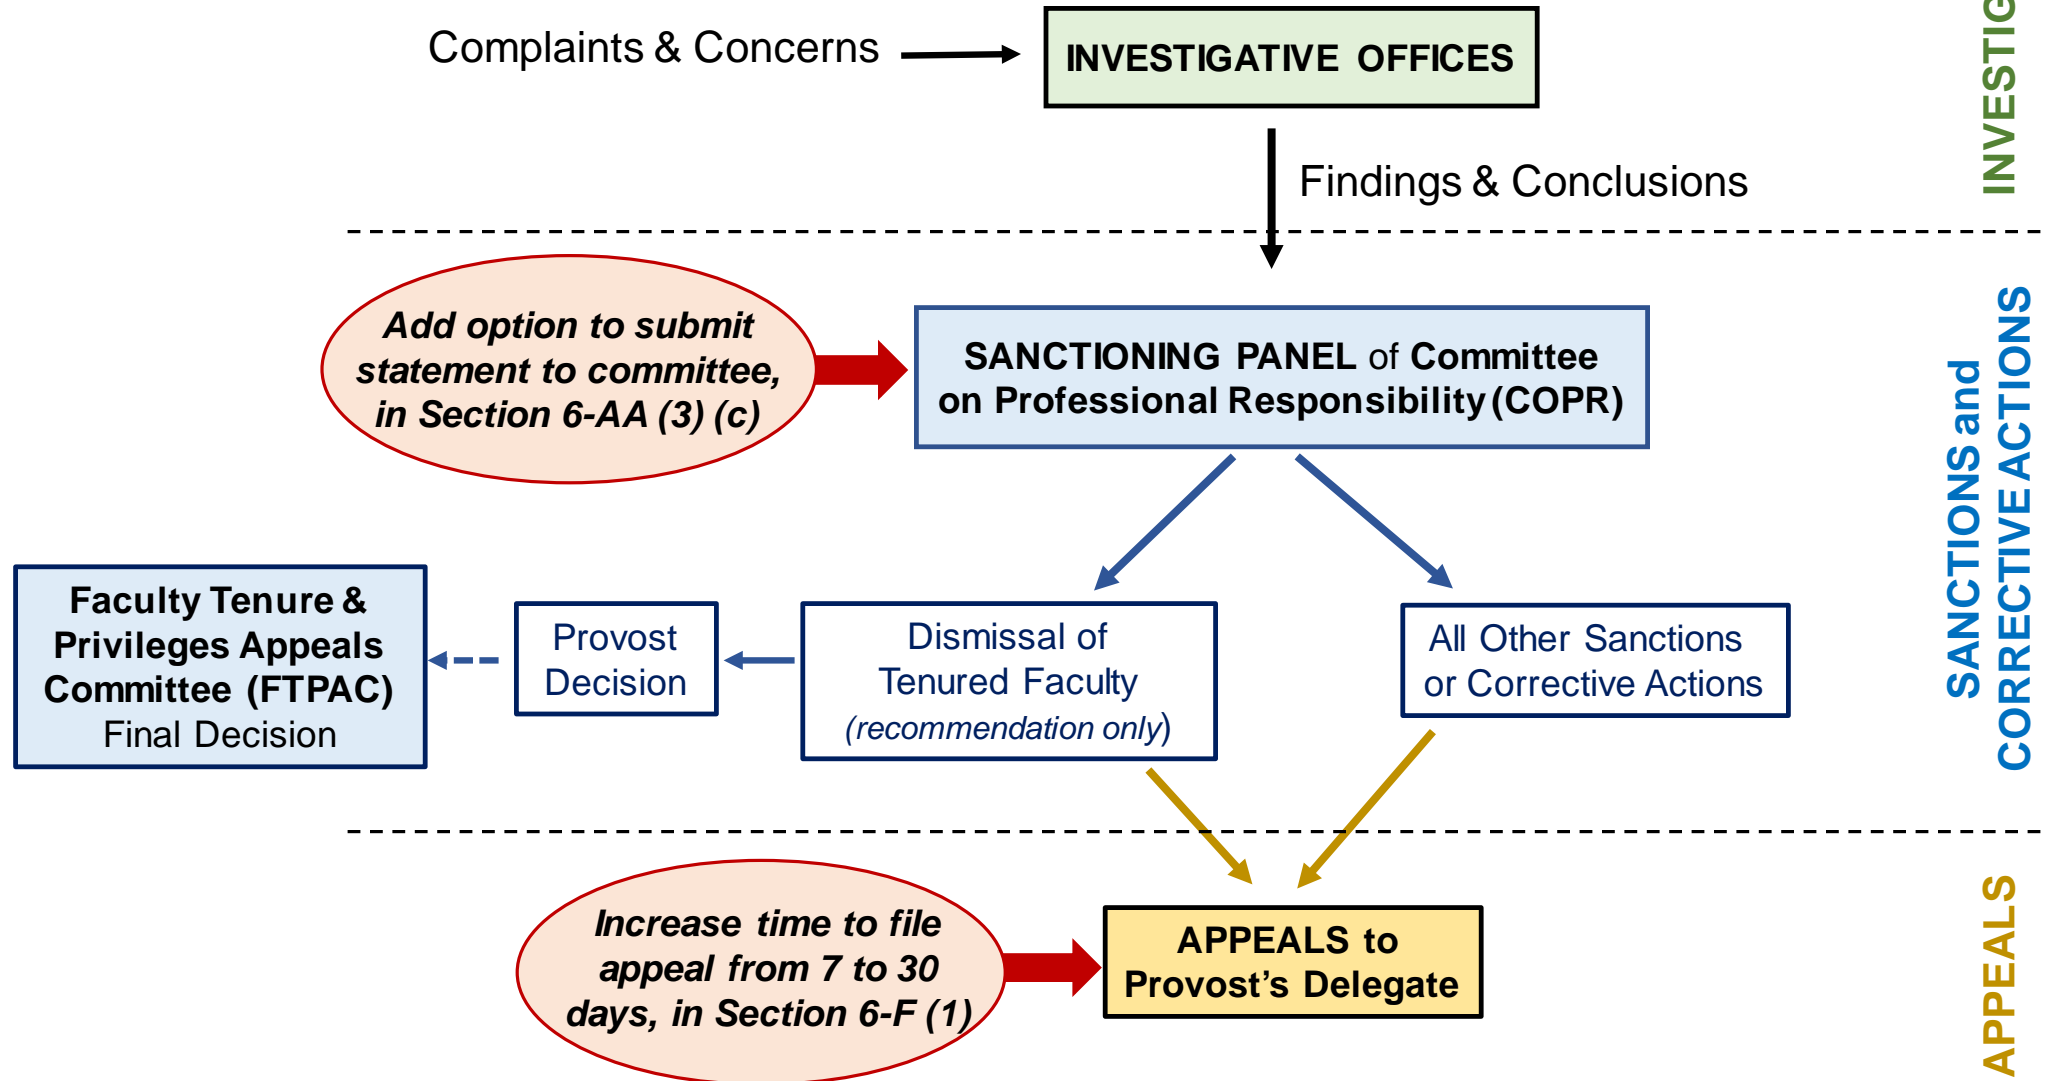 Complaints & Concerns
INVESTIGATIVE OFFICES
Findings & Conclusions
Add option to submit
statement to committee,
in Section 6-AA (3) (c)
SANCTIONING PANEL of Committee
on Professional Responsibility (COPR)
Faculty Tenure &
Privileges Appeals
Committee (FTPAC)
Final Decision
Provost
Decision
Dismissal of
Tenured Faculty
(recommendation only)
All Other Sanctions
or Corrective Actions
Increase time to file
appeal from 7 to 30
days, in Section 6-F (1)
APPEALS to
Provost’s Delegate
INVESTIG
SANCTIONS and
CORRECTIVE ACTIONS
APPEALS